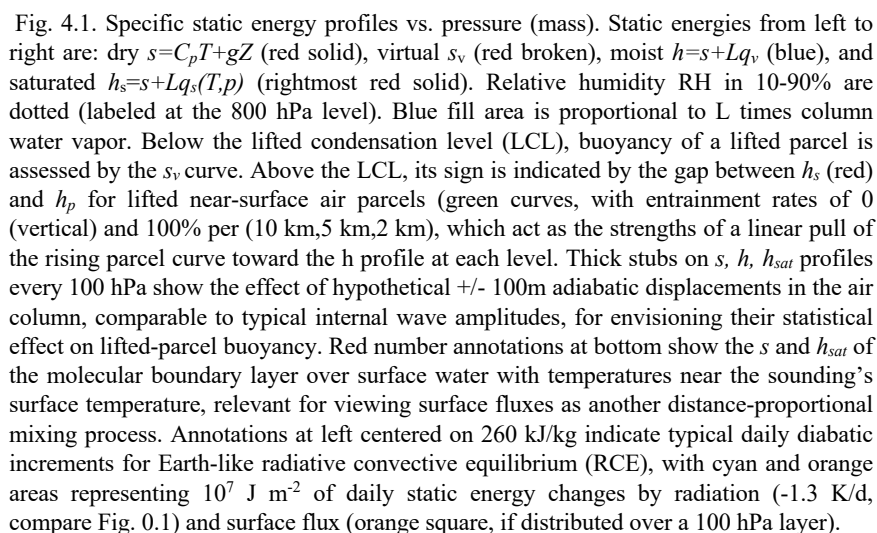 Fig. 4.1. Specific static energy profiles vs. pressure (mass). Static energies from left to
right are: dry s=CpT+gZ (red solid), virtual sv (red broken), moist h=s+Lqv (blue), and
saturated hs=s+Lqs(T,p) (rightmost red solid). Relative humidity RH in 10-90% are
dotted (labeled at the 800 hPa level). Blue fill area is proportional to L times column
water vapor. Below the lifted condensation level (LCL), buoyancy of a lifted parcel is
assessed by the sv curve. Above the LCL, its sign is indicated by the gap between hs (red)
and hp for lifted near-surface air parcels (green curves, with entrainment rates of 0
(vertical) and 100% per (10 km,5 km,2 km), which act as the strengths of a linear pull of
the rising parcel curve toward the h profile at each level. Thick stubs on s, h, hsat profiles
every 100 hPa show the effect of hypothetical +/- 100m adiabatic displacements in the air
column, comparable to typical internal wave amplitudes, for envisioning their statistical
effect on lifted-parcel buoyancy. Red number annotations at bottom show the s and hsat of
the molecular boundary layer over surface water with temperatures near the sounding's
surface temperature, relevant for viewing surface fluxes as another distance-proportional
mixing process. Annotations at left centered on 260 kJ/kg indicate typical daily diabatic
increments for Earth-like radiative convective equilibrium (RCE), with cyan and orange
areas representing 10⁷ J m⁻² of daily static energy changes by radiation (-1.3 K/d,
compare Fig. 0.1) and surface flux (orange square, if distributed over a 100 hPa layer).